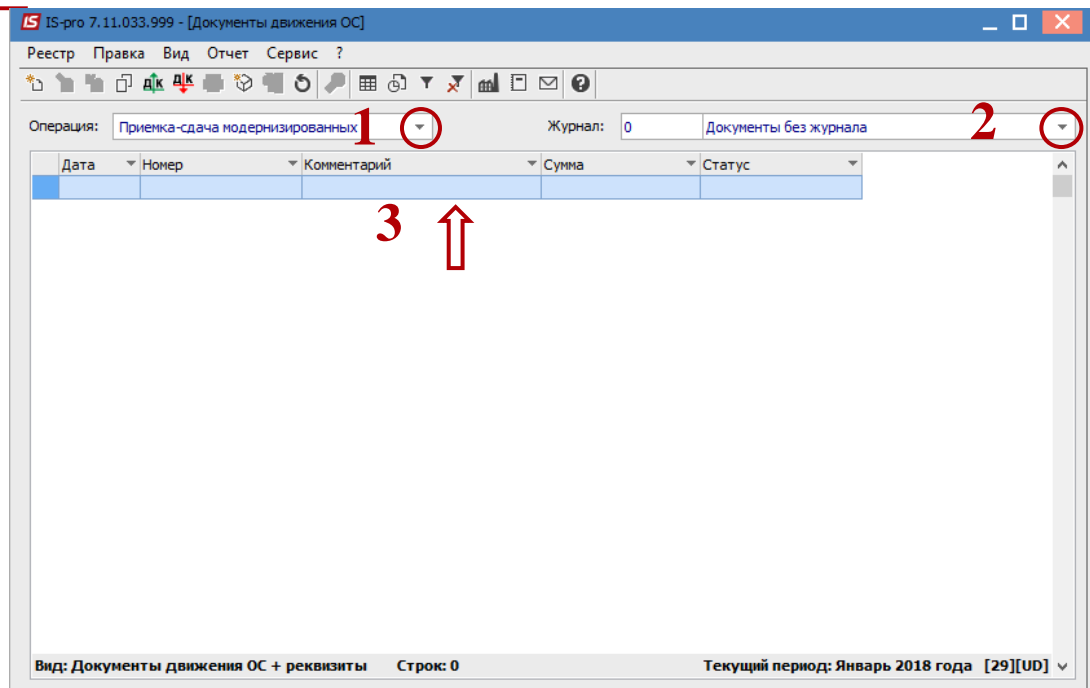 IS IS-pro 7.11.033.999 - [Документы движения ОС]
Реестр Правка Вид Отчет Сервис ?
Д К Д К
Операция: Приемка-сдача модернизированных 1 Журнал: 0 Документы без журнала 2
Дата Номер Комментарий Сумма Статус
3
Вид: Документы движения ОС + реквизиты Строк: 0 Текущий период: Январь 2018 года [29][UD]